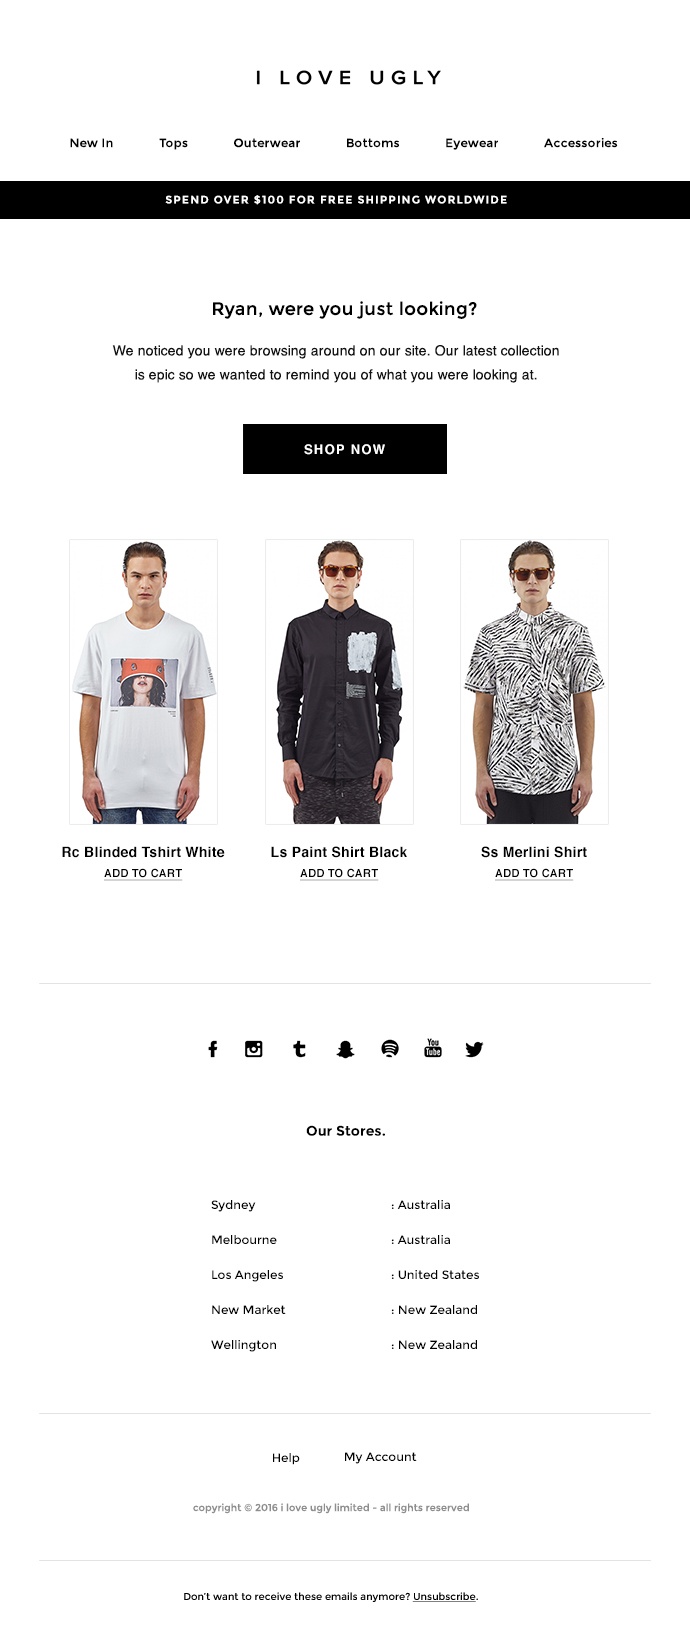 I LOVE UGLY
New In Tops Outerwear Bottoms Eyewear Accessories
SPEND OVER $100 FOR FREE SHIPPING WORLDWIDE
Ryan, were you just looking?
We noticed you were browsing around on our site. Our latest collection
is epic so we wanted to remind you of what you were looking at.
SHOP NOW
Rc Blinded Tshirt White Ls Paint Shirt Black Ss Merlini Shirt
ADD TO CART ADD TO CART ADD TO CART
You
Tube
Our Stores.
Sydney : Australia
Melbourne : Australia
Los Angeles : United States
New Market : New Zealand
Wellington : New Zealand
Help My Account
copyright © 2016 i love ugly limited - all rights reserved
Don't want to receive these emails anymore? Unsubscribe.